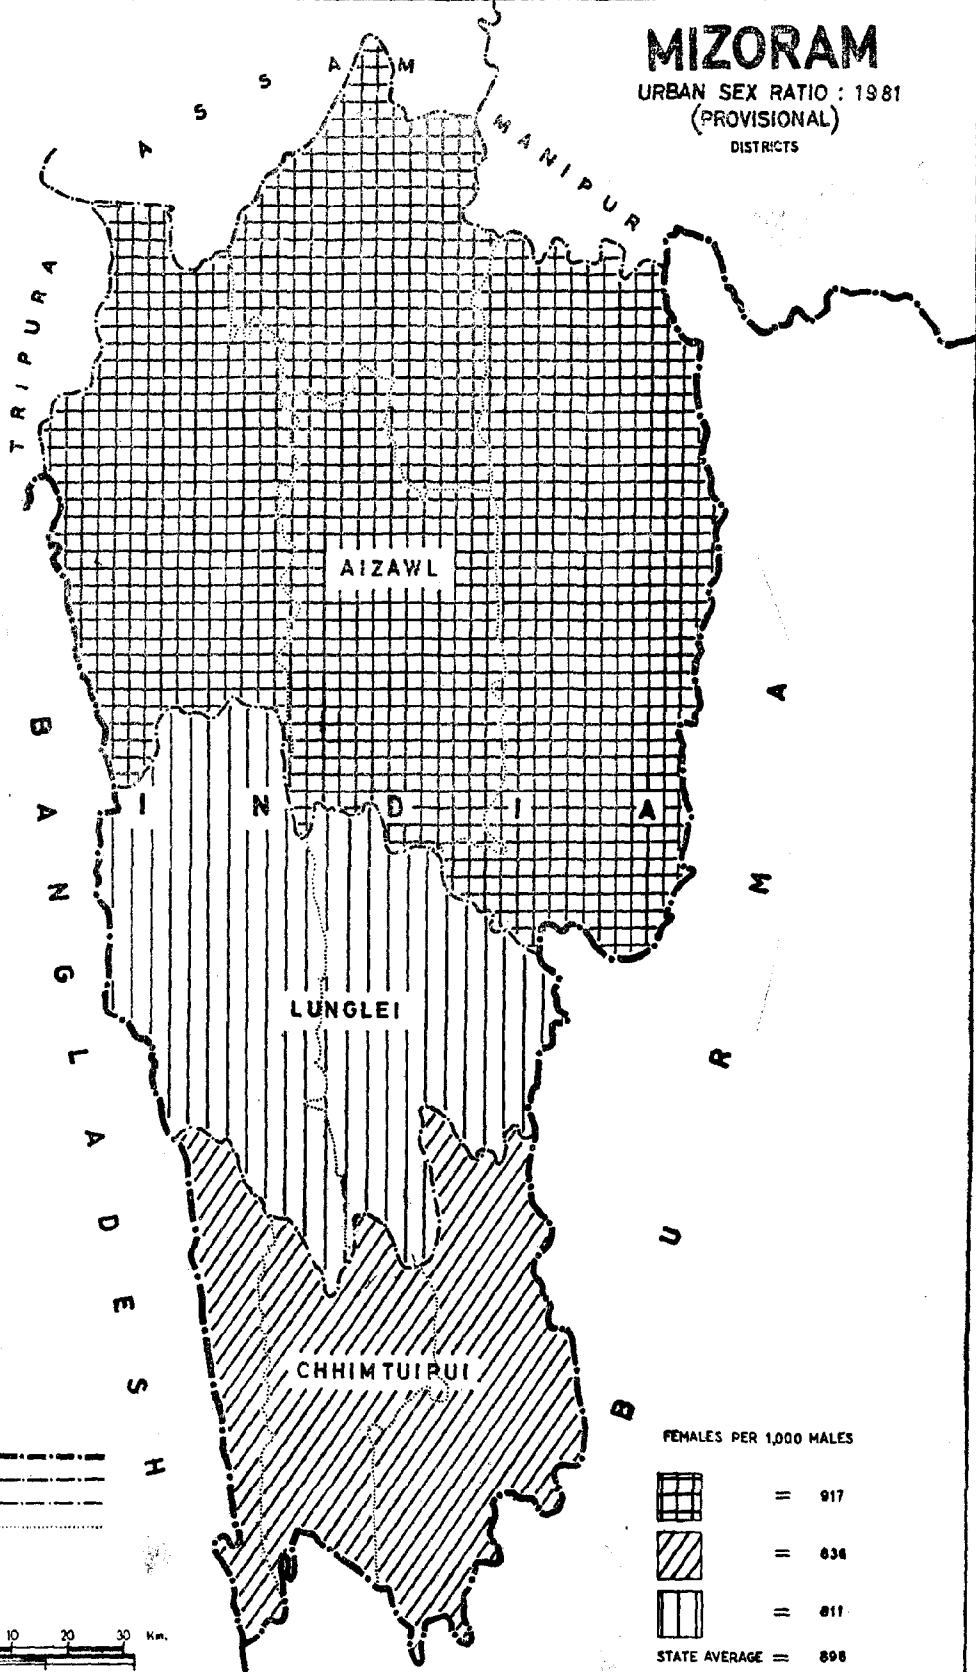 MIZORAM
URBAN SEX RATIO : 1981
(PROVISIONAL)
DISTRICTS
ASSAM
MANIPUR
TRIPURA
AIZAWL
INDIA
BANGLADESH
BURMA
LUNGLEI
CHHIMTUIPUI
FEMALES PER 1,000 MALES
= 917
= 836
= 811
STATE AVERAGE = 898
10 20 30 Km.